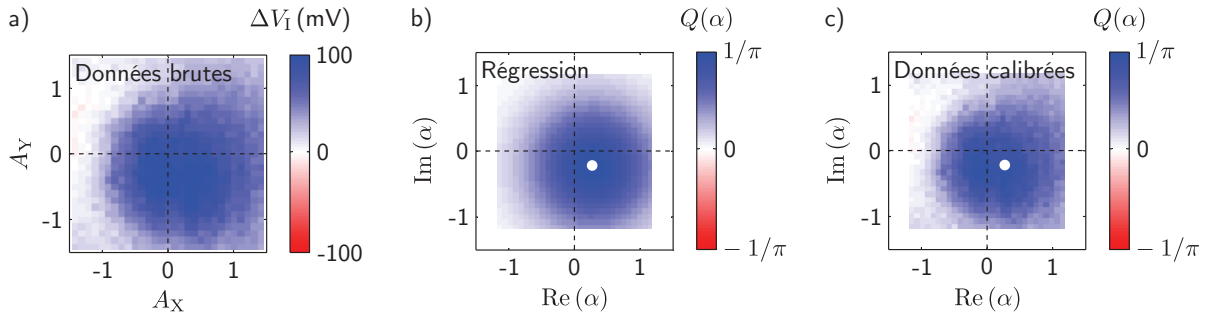 a)
ΔV_I (mV)
Données brutes
100
0
-100
1
0
-1
A_Y
-1
0
1
A_X
b)
Q(α)
Régression
1/π
0
− 1/π
1
0
-1
Im (α)
-1
0
1
Re (α)
c)
Q(α)
Données calibrées
1/π
0
− 1/π
1
0
-1
Im (α)
-1
0
1
Re (α)